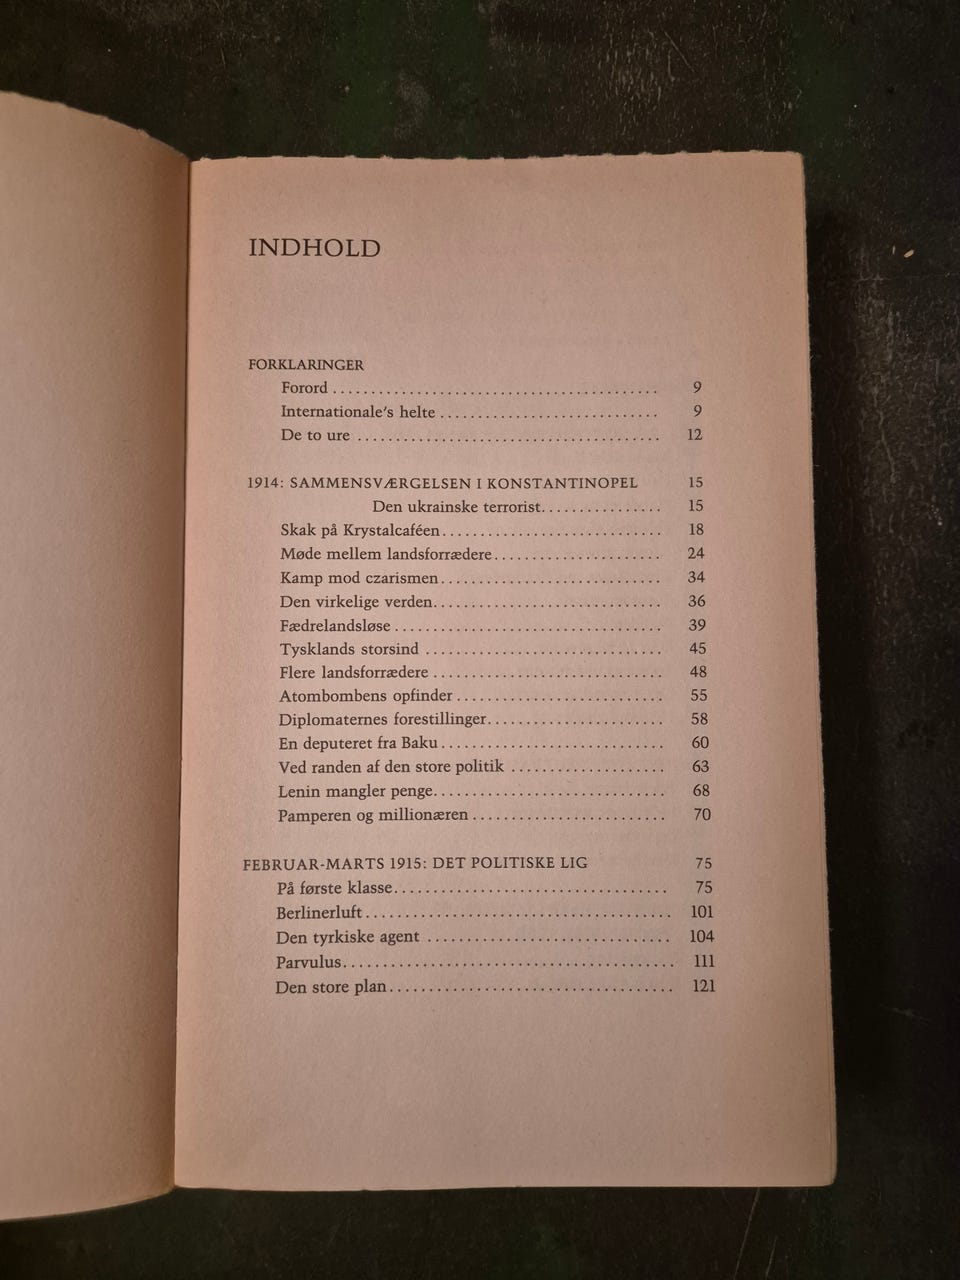 INDHOLD
FORKLARINGER
Forord ........................................ 9
Internationale's helte ............................ 9
De to ure ....................................... 12
1914: SAMMENSVÆRGELSEN I KONSTANTINOPEL 15
Den ukrainske terrorist................ 15
Skak på Krystalcaféen............................ 18
Møde mellem landsforrædere...................... 24
Kamp mod czarismen............................. 34
Den virkelige verden.............................. 36
Fædrelandsløse .................................. 39
Tysklands storsind .............................. 45
Flere landsforrædere ............................. 48
Atombombens opfinder ........................... 55
Diplomaternes forestillinger....................... 58
En deputeret fra Baku............................. 60
Ved randen af den store politik .................... 63
Lenin mangler penge.............................. 68
Pamperen og millionæren ......................... 70
FEBRUAR-MARTS 1915: DET POLITISKE LIG 75
På første klasse................................... 75
Berlinerluft....................................... 101
Den tyrkiske agent ............................... 104
Parvulus.......................................... 111
Den store plan.................................... 121